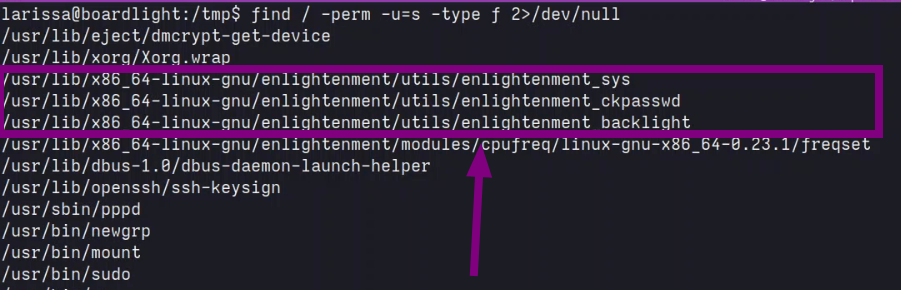 larissa@boardlight:/tmp$ find / -perm -u=s -type f 2>/dev/null
/usr/lib/eject/dmcrypt-get-device
/usr/lib/xorg/Xorg.wrap
/usr/lib/x86_64-linux-gnu/enlightenment/utils/enlightenment_sys
/usr/lib/x86_64-linux-gnu/enlightenment/utils/enlightenment_ckpasswd
/usr/lib/x86_64-linux-gnu/enlightenment/utils/enlightenment_backlight
/usr/lib/x86_64-linux-gnu/enlightenment/modules/cpufreq/linux-gnu-x86_64-0.23.1/freqset
/usr/lib/dbus-1.0/dbus-daemon-launch-helper
/usr/lib/openssh/ssh-keysign
/usr/sbin/pppd
/usr/bin/newgrp
/usr/bin/mount
/usr/bin/sudo